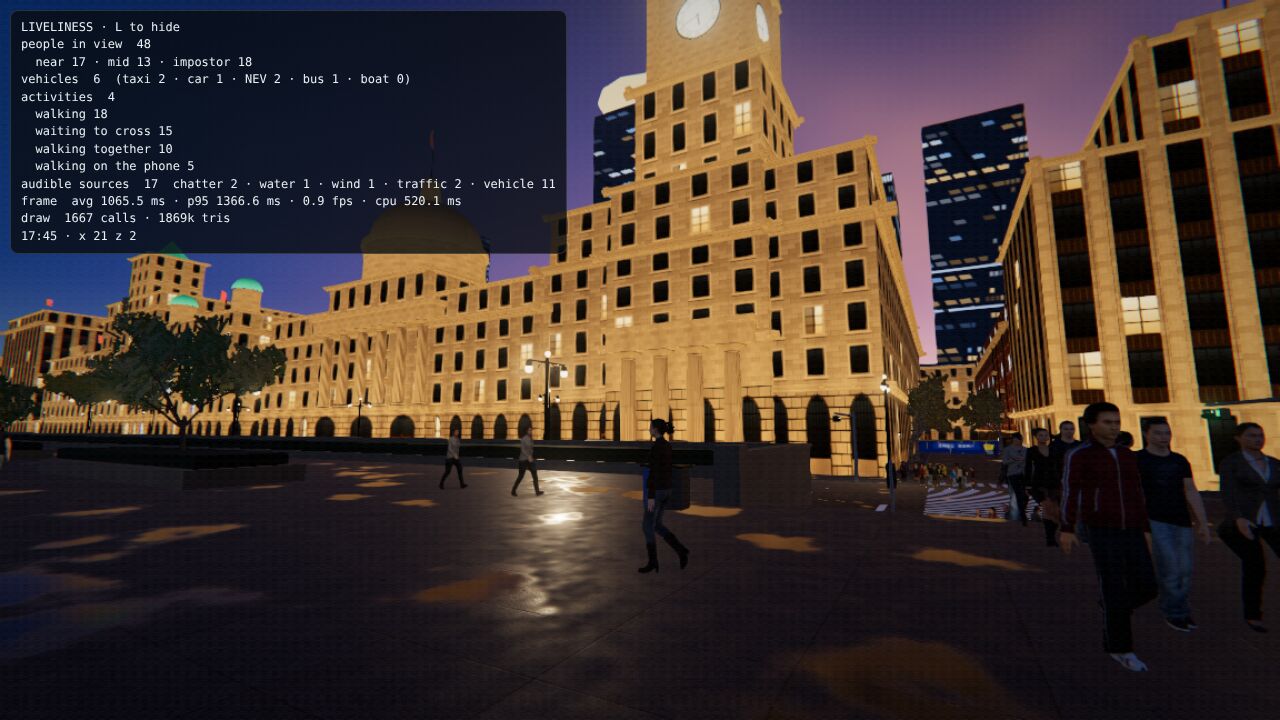 LIVELINESS · L to hide
people in view 48
near 17 · mid 13 · impostor 18
vehicles 6 (taxi 2 · car 1 · NEV 2 · bus 1 · boat 0)
activities 4
walking 18
waiting to cross 15
walking together 10
walking on the phone 5
audible sources 17 chatter 2 · water 1 · wind 1 · traffic 2 · vehicle 11
frame avg 1065.5 ms · p95 1366.6 ms · 0.9 fps · cpu 520.1 ms
draw 1667 calls · 1869k tris
17:45 · x 21 z 2